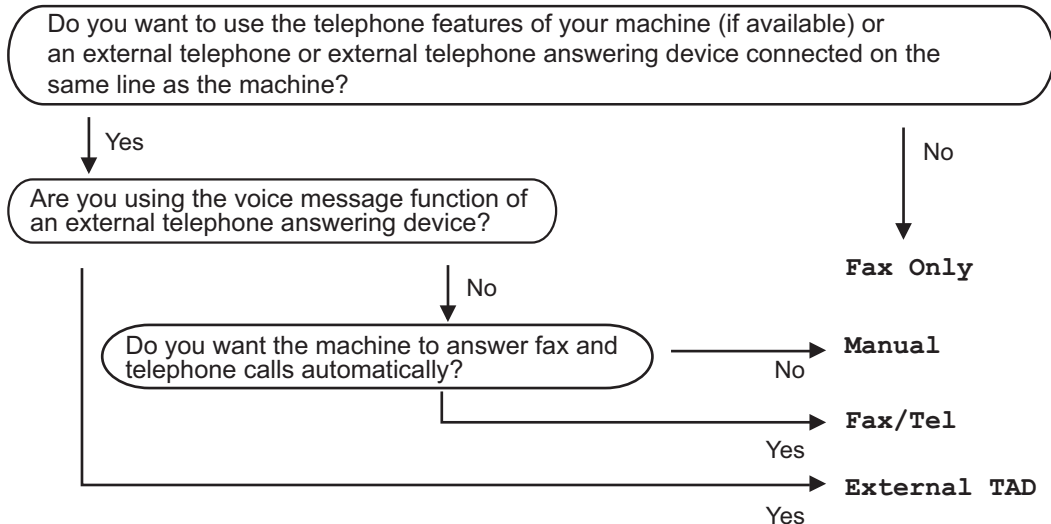 Do you want to use the telephone features of your machine (if available) or
an external telephone or external telephone answering device connected on the
same line as the machine?
Yes
No
Are you using the voice message function of
an external telephone answering device?
Fax Only
No
Do you want the machine to answer fax and
telephone calls automatically?
No
Manual
Yes
Fax/Tel
Yes
External TAD